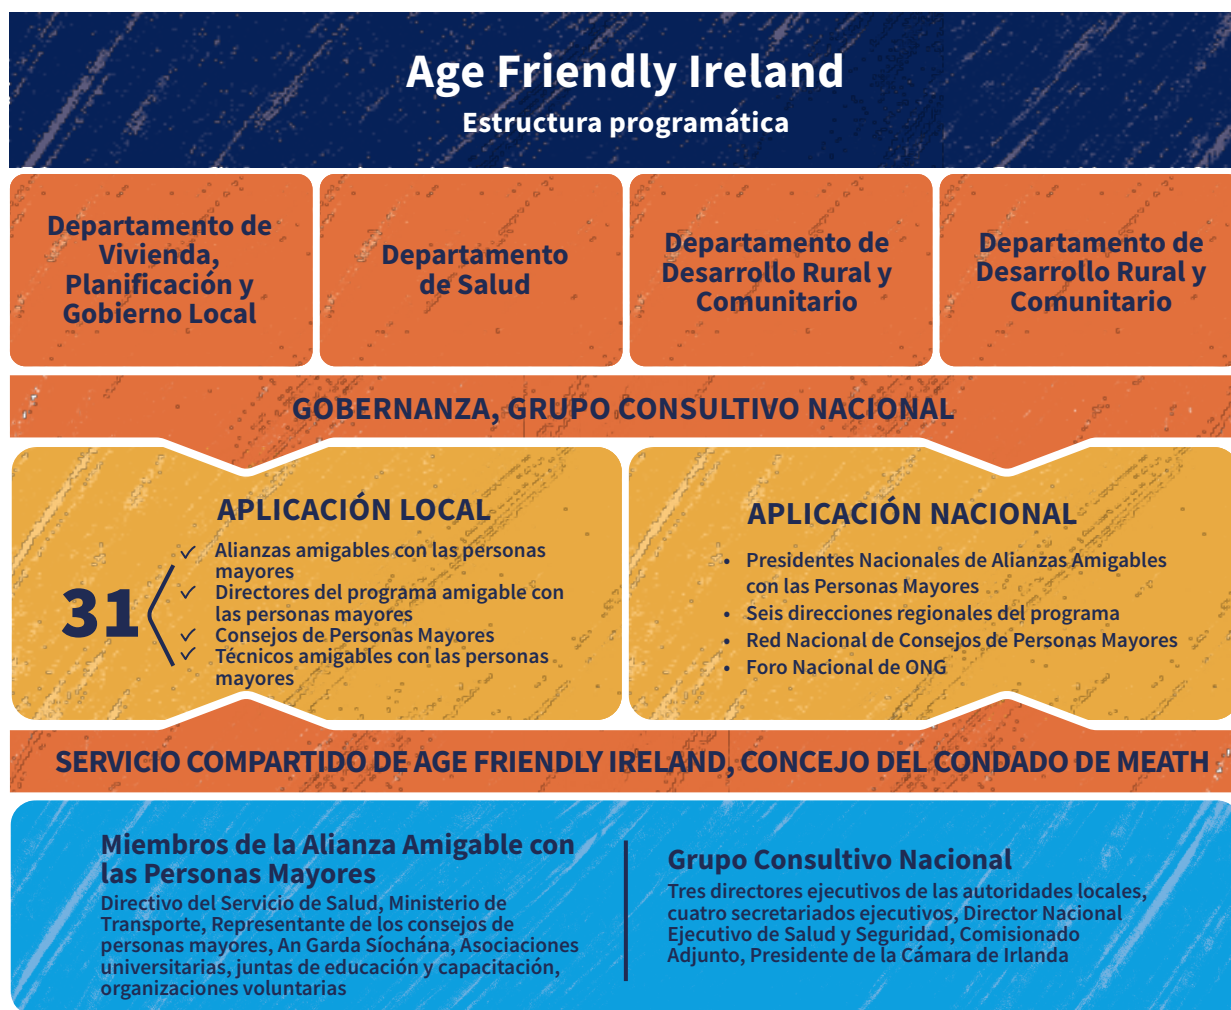 Age Friendly Ireland
Estructura programática
Departamento de
Vivienda,
Planificación y
Gobierno Local
Departamento
de Salud
Departamento de
Desarrollo Rural y
Comunitario
Departamento de
Desarrollo Rural y
Comunitario
GOBERNANZA, GRUPO CONSULTIVO NACIONAL
APLICACIÓN LOCAL
31
✓ Alianzas amigables con las personas
mayores
✓ Directores del programa amigable con
las personas mayores
✓ Consejos de Personas Mayores
✓ Técnicos amigables con las personas
mayores
APLICACIÓN NACIONAL
• Presidentes Nacionales de Alianzas Amigables
con las Personas Mayores
• Seis direcciones regionales del programa
• Red Nacional de Consejos de Personas Mayores
• Foro Nacional de ONG
SERVICIO COMPARTIDO DE AGE FRIENDLY IRELAND, CONCEJO DEL CONDADO DE MEATH
Miembros de la Alianza Amigable con
las Personas Mayores
Directivo del Servicio de Salud, Ministerio de
Transporte, Representante de los consejos de
personas mayores, An Garda Síochána, Asociaciones
universitarias, juntas de educación y capacitación,
organizaciones voluntarias
Grupo Consultivo Nacional
Tres directores ejecutivos de las autoridades locales,
cuatro secretariados ejecutivos, Director Nacional
Ejecutivo de Salud y Seguridad, Comisionado
Adjunto, Presidente de la Cámara de Irlanda